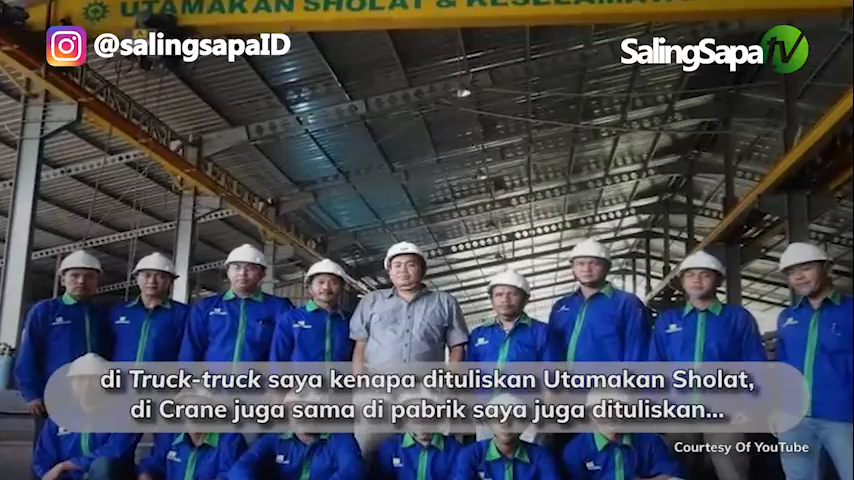 UTAMAKAN SHOLAT & KESELAMATAN
@salingsapaID
SalingSapa tv
di Truck-truck saya kenapa dituliskan Utamakan Sholat,
di Crane juga sama di pabrik saya juga dituliskan...
Courtesy Of YouTube